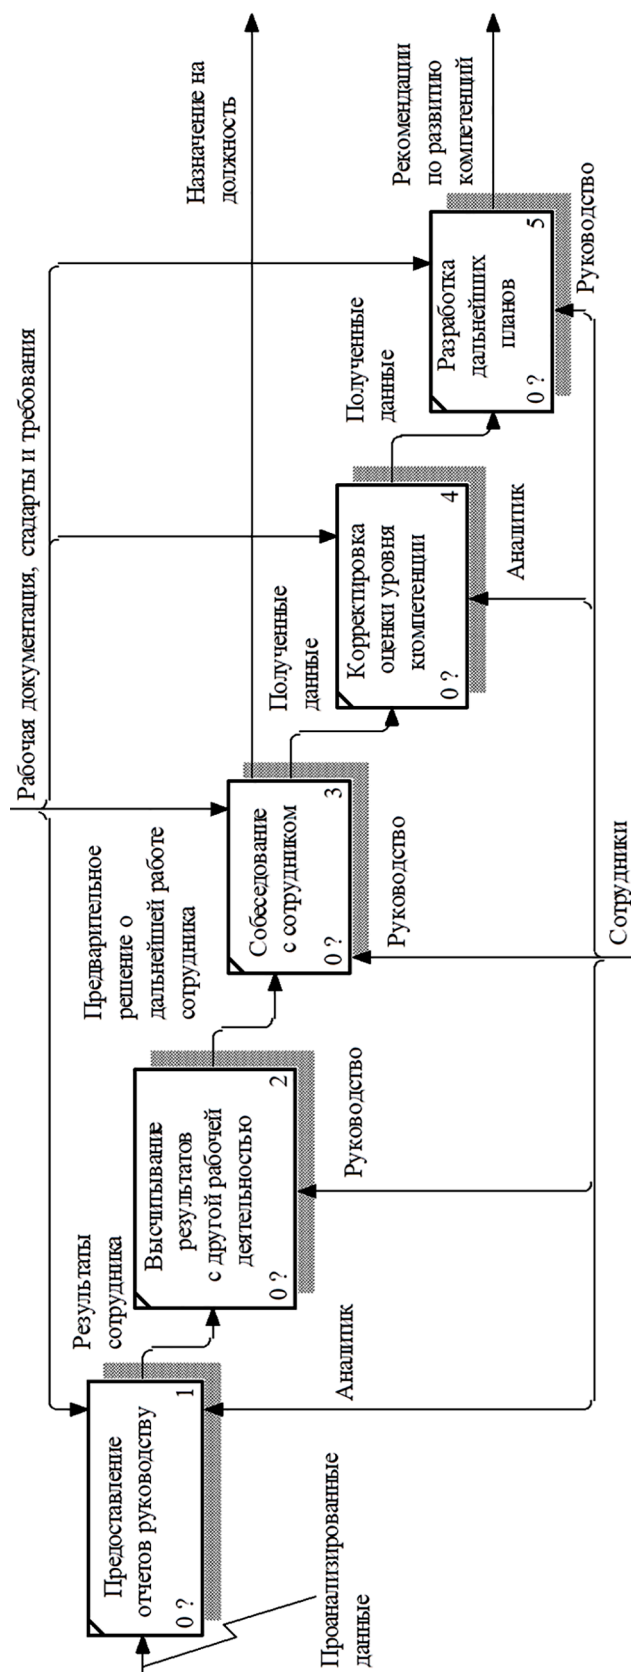 Рабочая документация, стадарты и требования
Назначение на
должность
Рекомендации
по развитию
компетенций
Проанализированные
данные
Предоставление
отчетов руководству
0 ?
1
Результаты
сотрудника
Аналитик
Высчитывание
результатов
с другой рабочей
деятельностью
0 ?
2
Предварительное
решение о
дальнейшей работе
сотрудника
Руководство
Собеседование
с сотрудником
0 ?
3
Полученные
данные
Руководство
Корректировка
оценки уровня
кюмпетенции
0 ?
4
Полученные
данные
Аналитик
Разработка
дальнейших
планов
0 ?
5
Руководство
Сотрудники